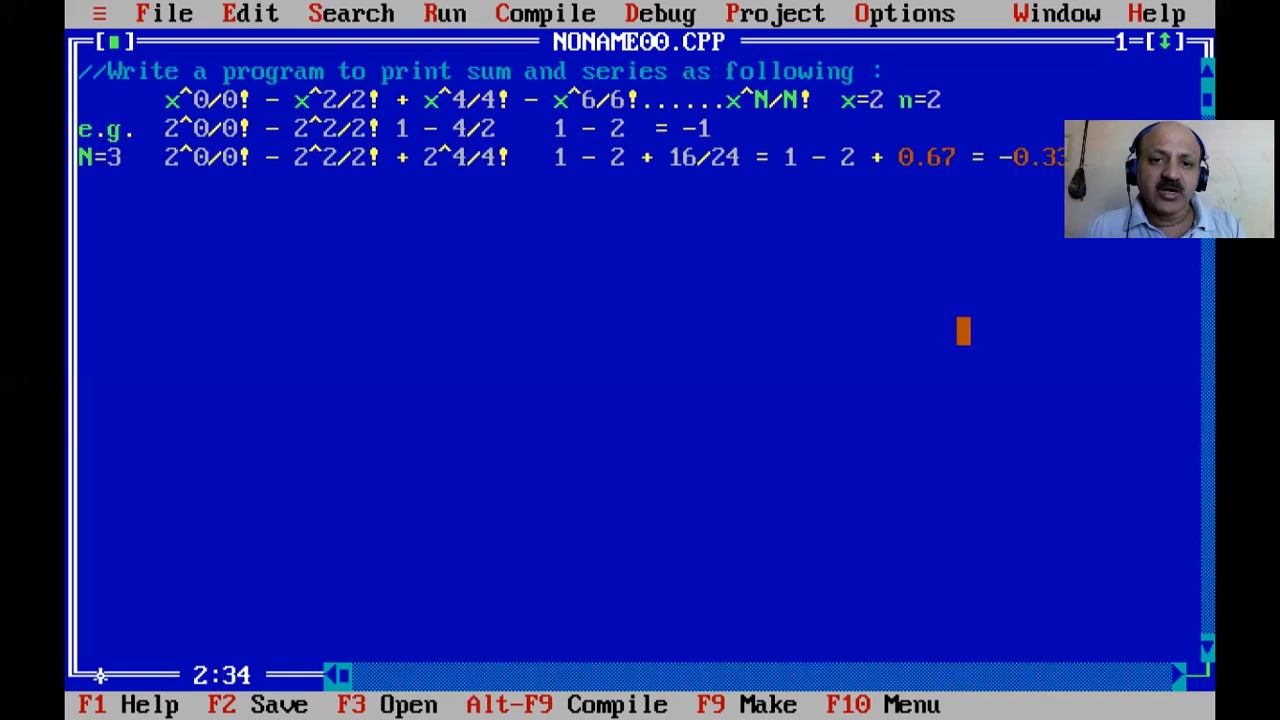 ≡ File Edit Search Run Compile Debug Project Options Window Help
[■] NONAME00.CPP 1=[↕]
//Write a program to print sum and series as following :
x^0/0! - x^2/2! + x^4/4! - x^6/6!......x^N/N! x=2 n=2
e.g. 2^0/0! - 2^2/2! 1 - 4/2 1 - 2 = -1
N=3 2^0/0! - 2^2/2! + 2^4/4! 1 - 2 + 16/24 = 1 - 2 + 0.67 = -0.33
2:34
F1 Help F2 Save F3 Open Alt-F9 Compile F9 Make F10 Menu